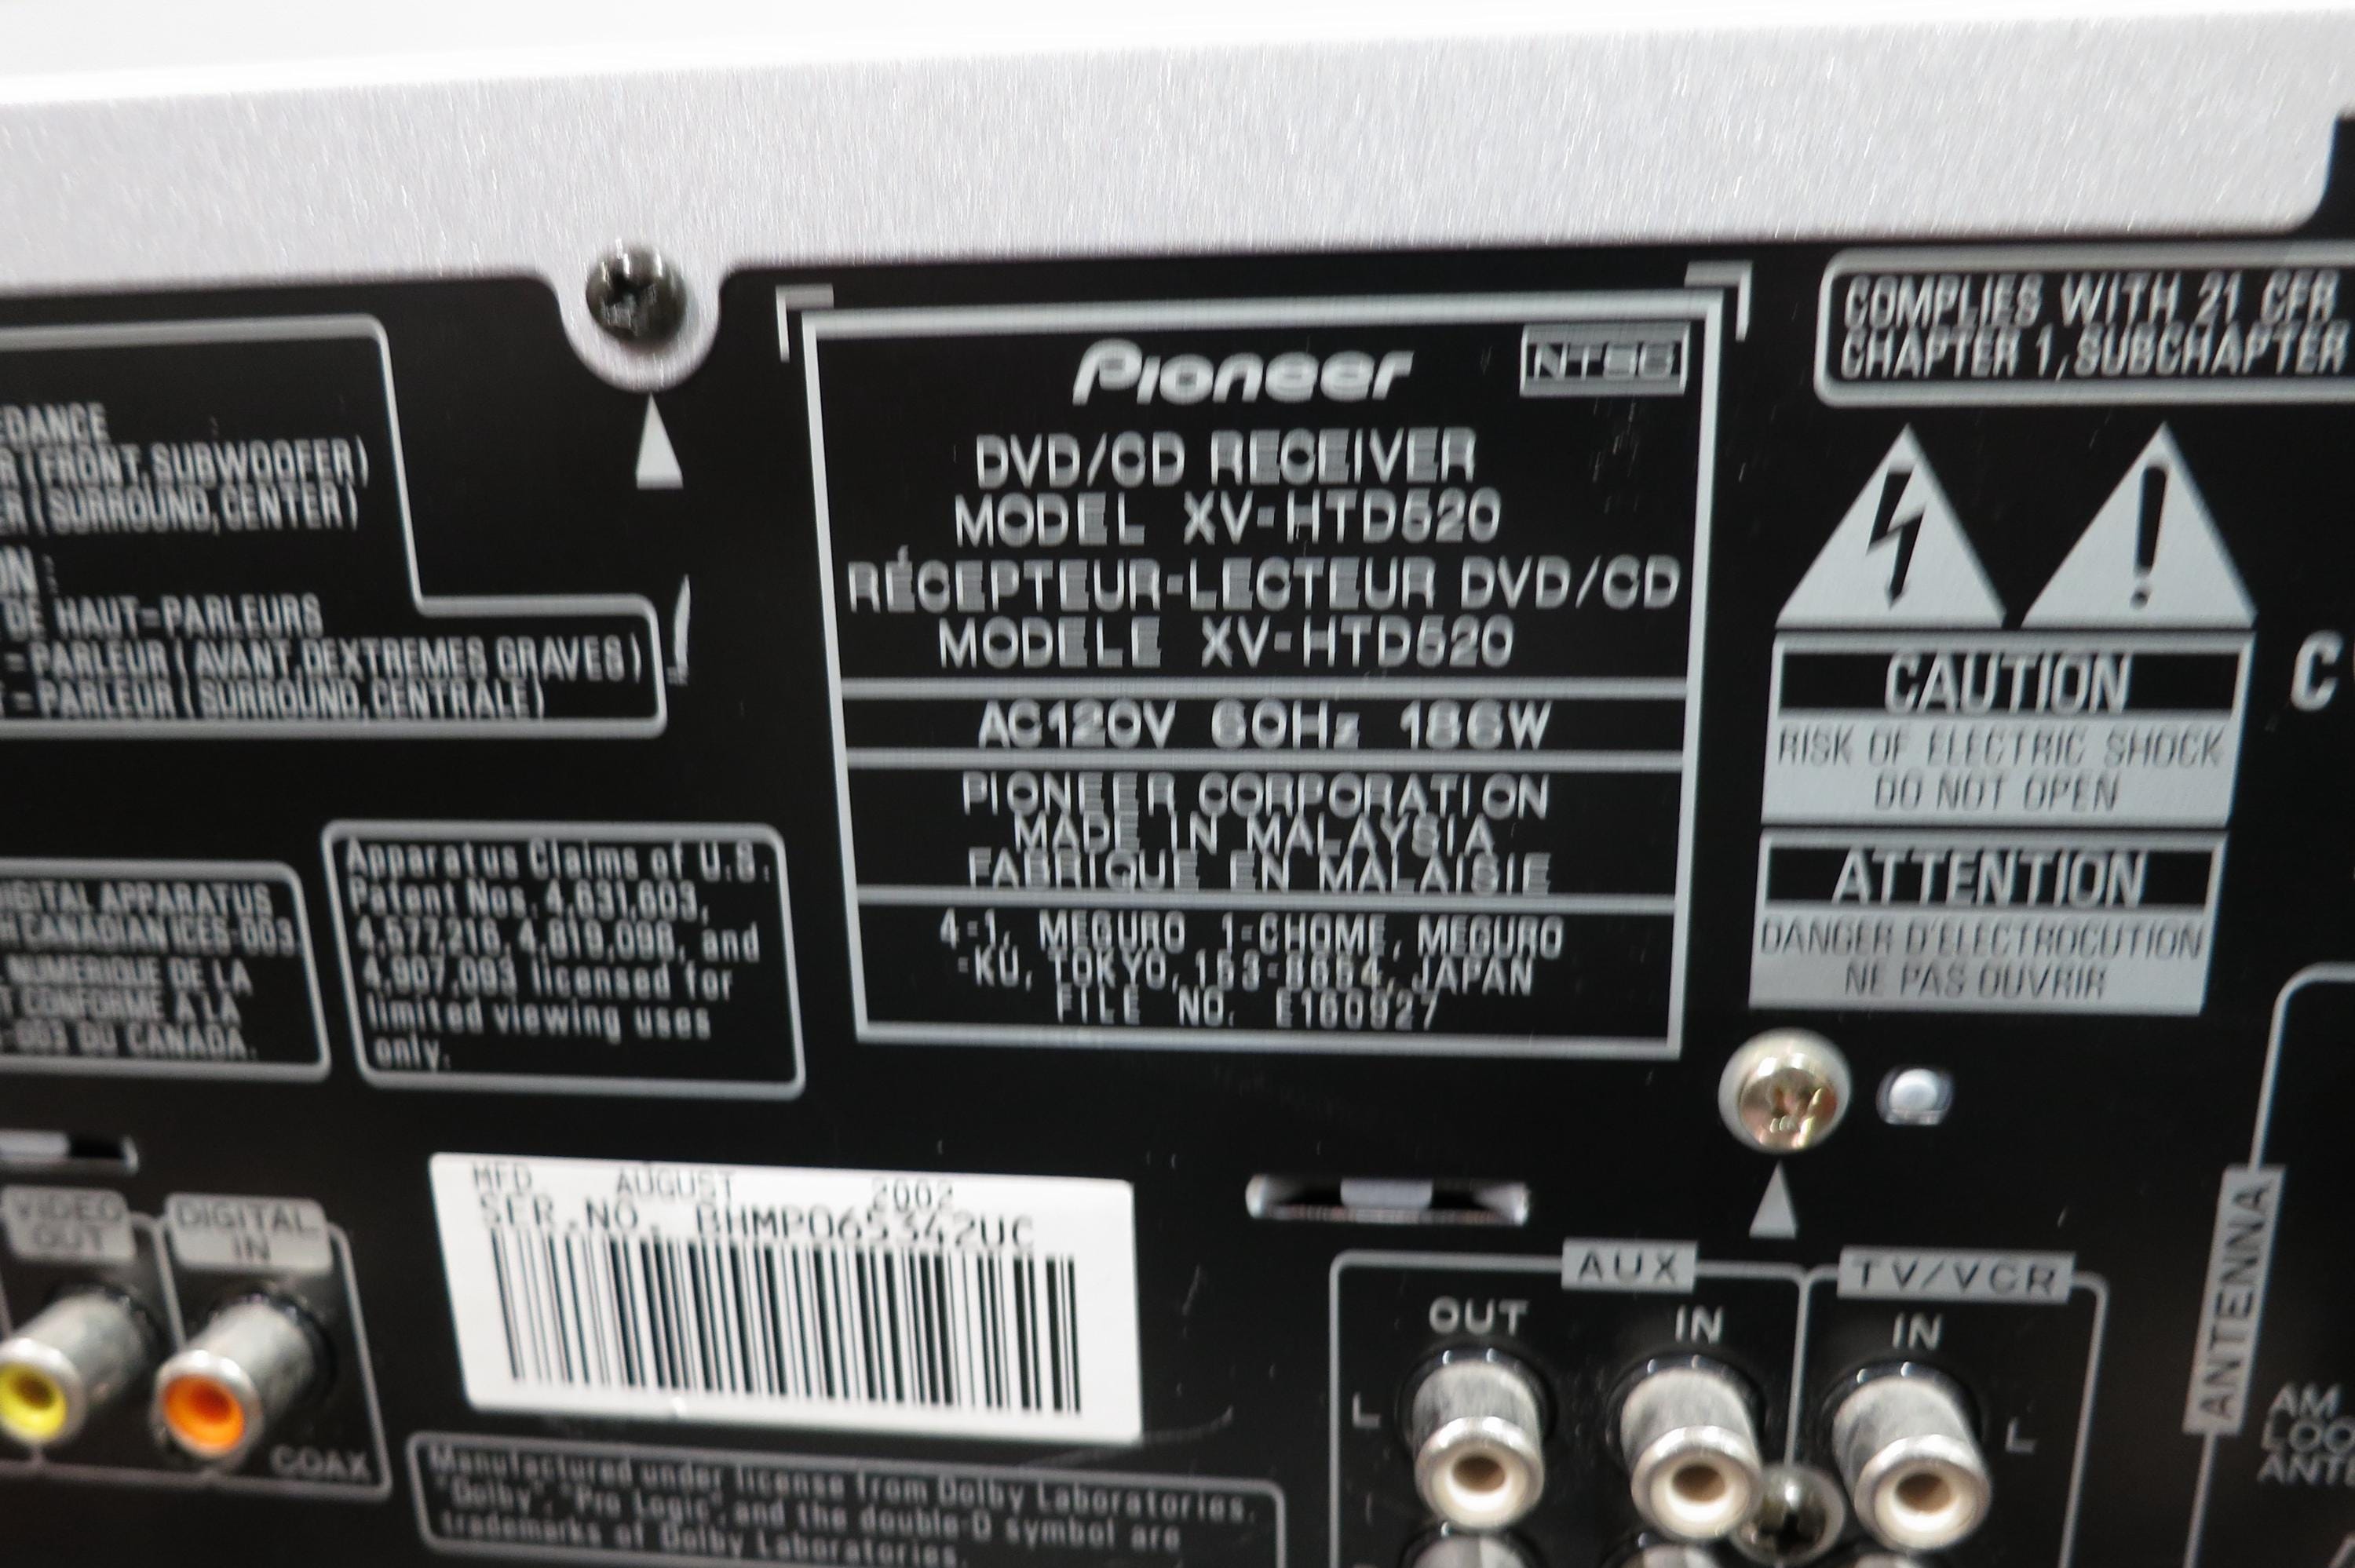 EDANCE
R(FRONT,SUBWOOFER)
ER(SURROUND,CENTER)
ON :
DE HAUT-PARLEURS
-PARLEUR(AVANT,DEXTREMES GRAVES)
-PARLEUR(SURROUND,CENTRALE)
Pioneer
NTSC
DVD/CD RECEIVER
MODEL XV-HTD520
RÉCEPTEUR-LECTEUR DVD/CD
MODELE XV-HTD520
AC120V 60Hz 186W
PIONEER CORPORATION
MADE IN MALAYSIA
FABRIQUE EN MALAISIE
4-1, MEGURO 1-CHOME, MEGURO
-KU, TOKYO, 153-8654, JAPAN
FILE NO. E160927
COMPLIES WITH 21 CFR
CHAPTER 1, SUBCHAPTER
CAUTION
RISK OF ELECTRIC SHOCK
DO NOT OPEN
ATTENTION
DANGER D'ELECTROCUTION
NE PAS OUVRIR
C
IGITAL APPARATUS
H CANADIAN ICES-003.
NUMERIQUE DE LA
T CONFORME A LA
-003 DU CANADA.
Apparatus Claims of U.S.
Patent Nos. 4,631,603,
4,577,216, 4,819,098, and
4,907,093 licensed for
limited viewing uses
only.
VIDEO
OUT
DIGITAL
IN
COAX
MFD AUGUST 2002
SER.NO. BHMP065342UC
Manufactured under license from Dolby Laboratories.
"Dolby", "Pro Logic", and the double-D symbol are
trademarks of Dolby Laboratories.
AUX
OUT IN
L
TV/VCR
IN
L
ANTENNA
AM
LOO
ANTE